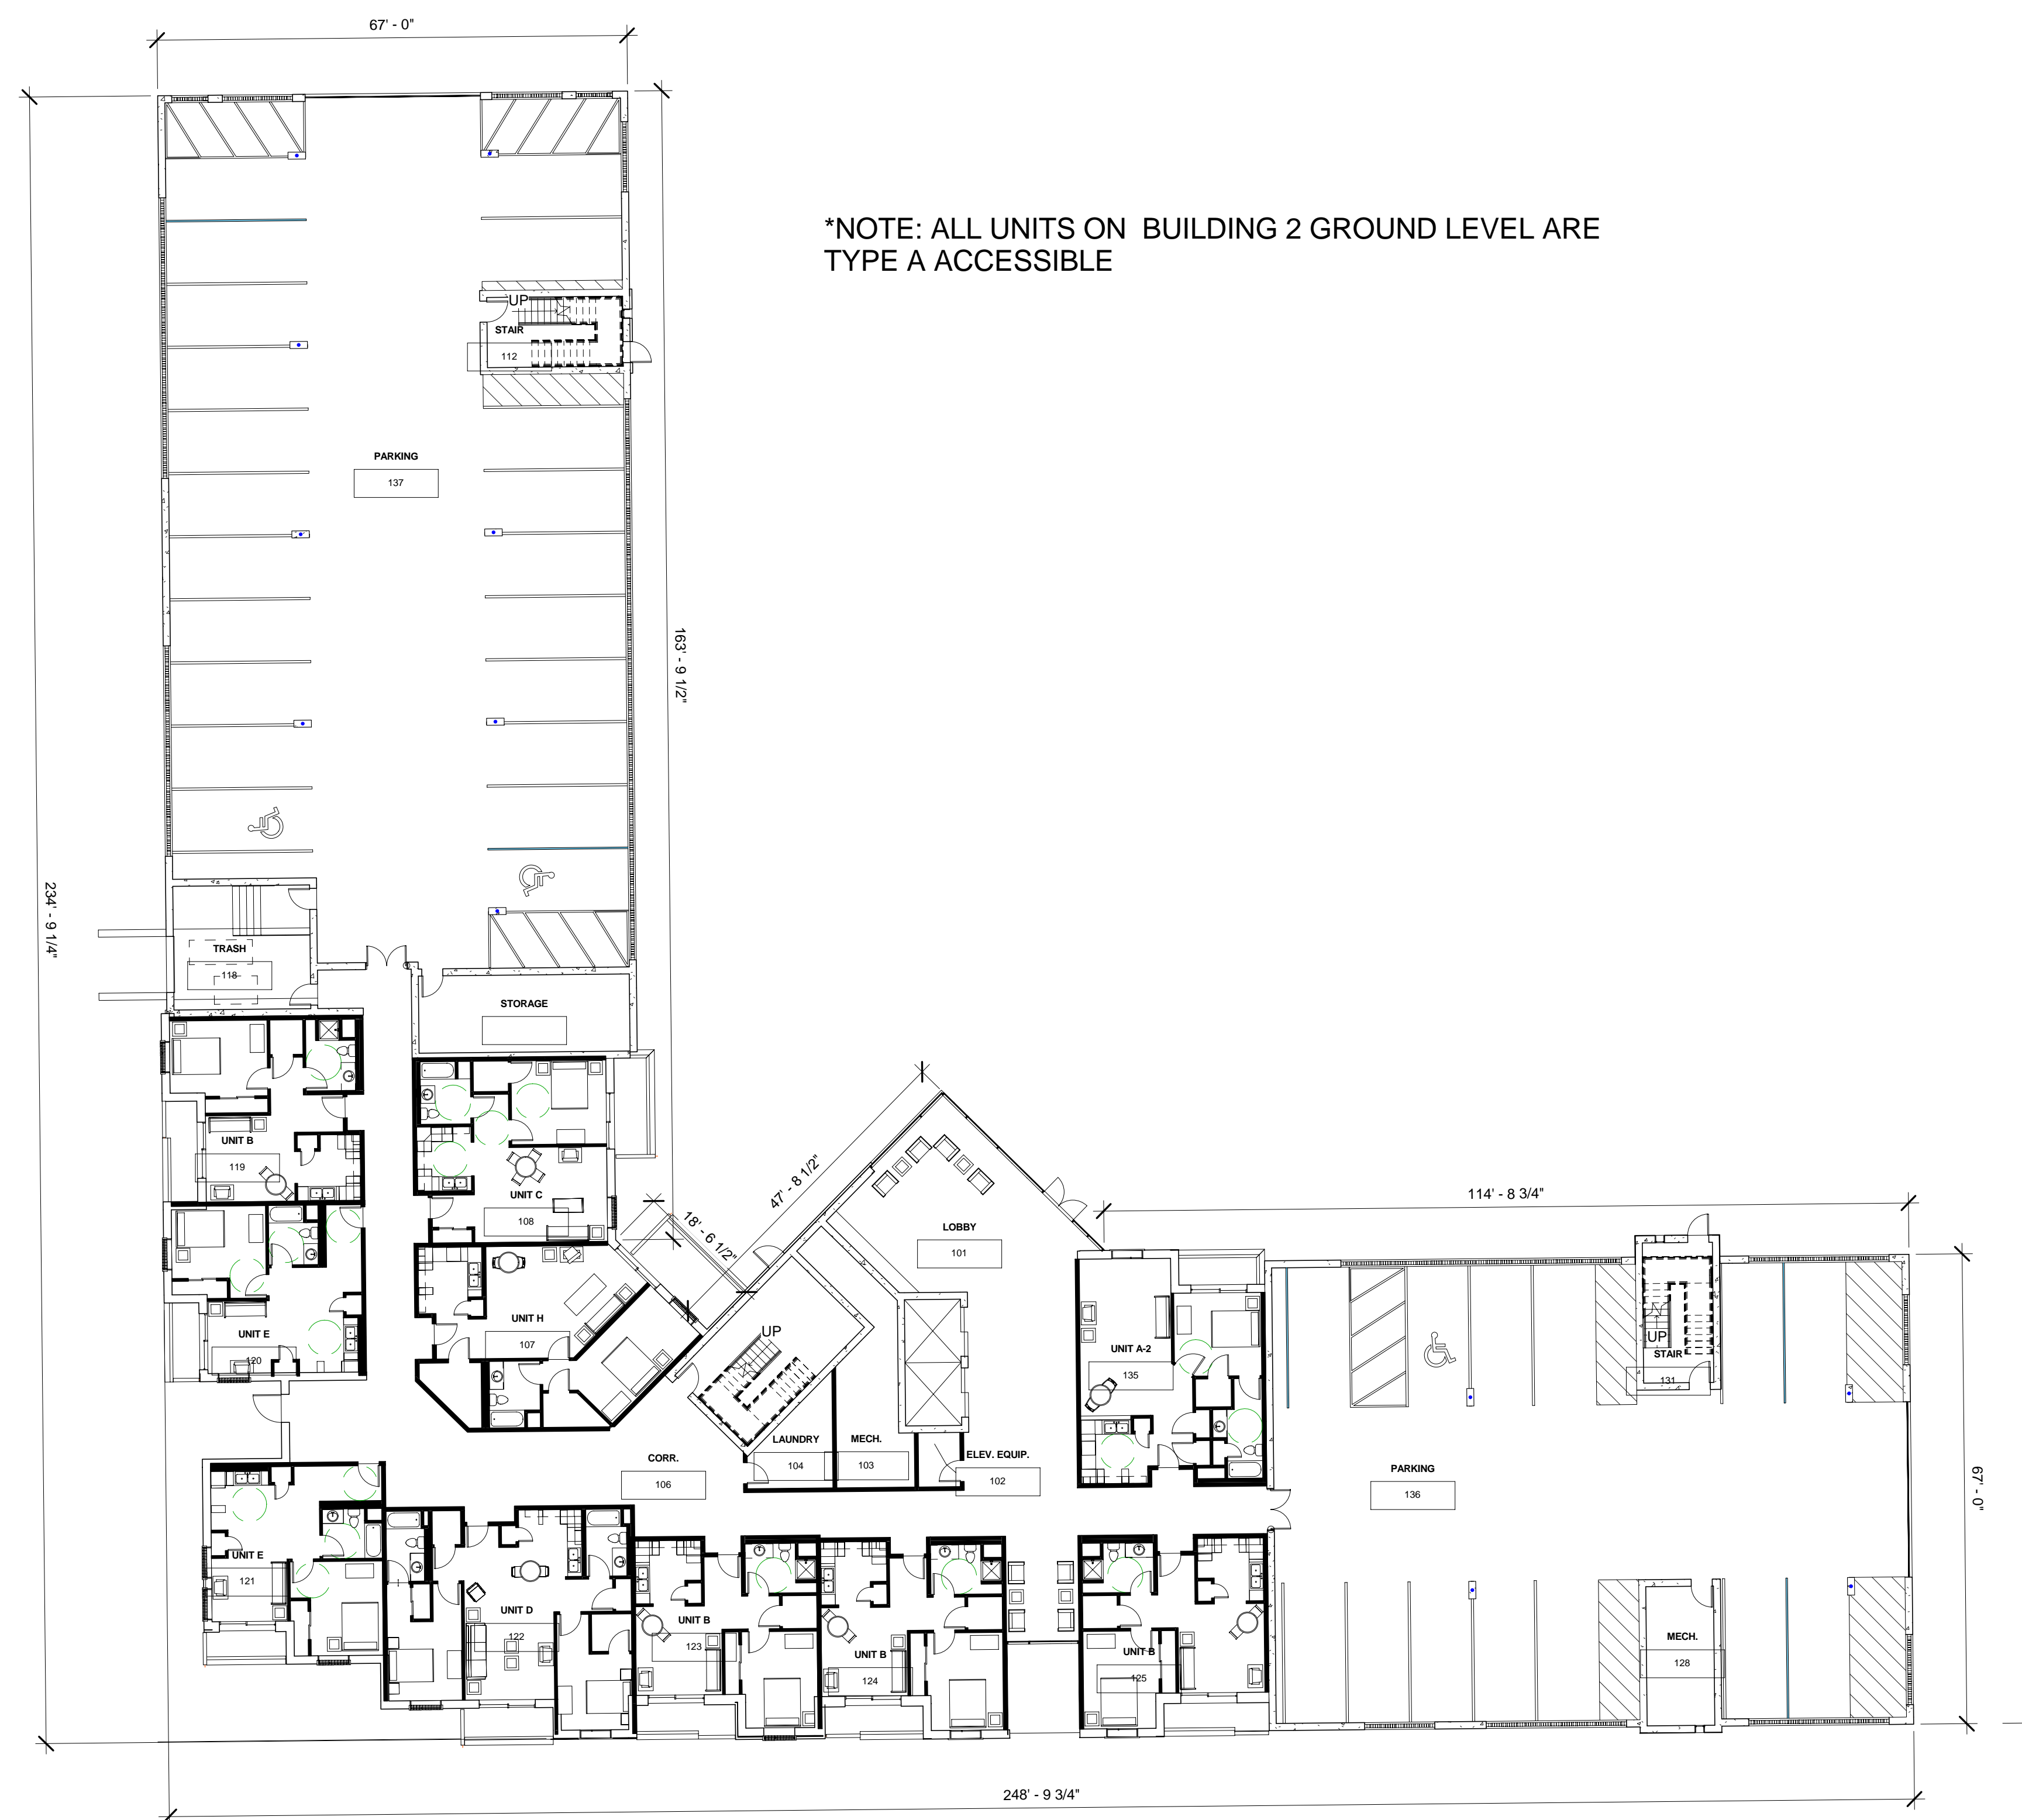 67' - 0"
*NOTE: ALL UNITS ON BUILDING 2 GROUND LEVEL ARE
TYPE A ACCESSIBLE
UP
STAIR
112
PARKING
137
163' - 9 1/2"
234' - 9 1/4"
TRASH
118
STORAGE
UNIT B
119
UNIT C
108
47' - 8 1/2"
18' - 6 1/2"
114' - 8 3/4"
LOBBY
101
UNIT H
107
UNIT E
120
UP
UNIT A-2
135
UP
STAIR
131
LAUNDRY
104
MECH.
103
ELEV. EQUIP.
102
CORR.
106
PARKING
136
67' - 0"
UNIT E
121
UNIT D
122
UNIT B
123
UNIT B
124
UNIT B
125
MECH.
128
248' - 9 3/4"